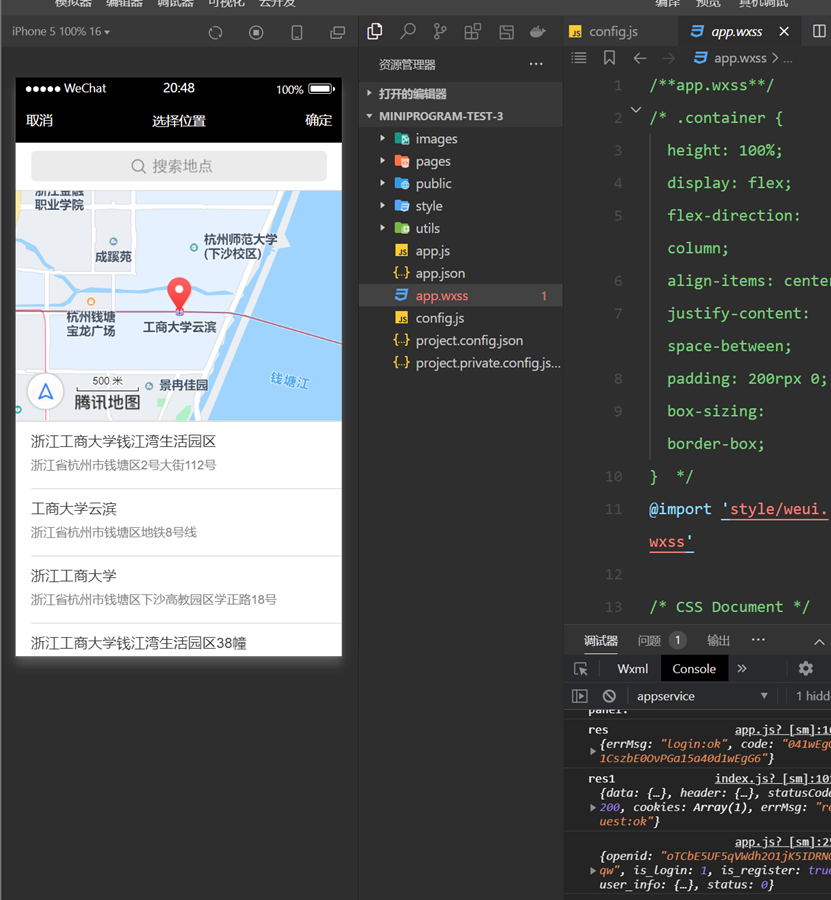 模拟器 编辑器 调试器 可视化 云开发
编译 预览 真机调试
iPhone 5 100% 16
WeChat 20:48 100%
取消 选择位置 确定
搜索地点
浙江金融
职业学院
成蹊苑
杭州师范大学
(下沙校区)
杭州钱塘
宝龙广场
工商大学云滨
500 米
景冉佳园
腾讯地图
钱塘江
浙江工商大学钱江湾生活园区
浙江省杭州市钱塘区2号大街112号
工商大学云滨
浙江省杭州市钱塘区地铁8号线
浙江工商大学
浙江省杭州市钱塘区下沙高教园区学正路18号
浙江工商大学钱江湾生活园区38幢
资源管理器 ...
打开的编辑器
MINIPROGRAM-TEST-3
images
pages
public
style
utils
app.js
app.json
app.wxss 1
config.js
project.config.json
project.private.config.js...
config.js app.wxss
app.wxss > ...
1 /**app.wxss**/
2 /* .container {
3 height: 100%;
4 display: flex;
5 flex-direction:
column;
6 align-items: center
7 justify-content:
space-between;
8 padding: 200rpx 0;
9 box-sizing:
border-box;
10 } */
11 @import 'style/weui.
wxss'
12
13 /* CSS Document */
调试器 问题 1 输出 ...
Wxml Console »
appservice 1 hidd
panel.
res app.js? [sm]:16
{errMsg: "login:ok", code: "041wEgG
1CszbE0OvPGa15a40d1wEgG6"}
res1 index.js? [sm]:101
{data: {…}, header: {…}, statusCode
200, cookies: Array(1), errMsg: "re
uest:ok"}
app.js? [sm]:25
{openid: "oTCbE5UF5qVWdh2O1jK5IDRNG
qw", is_login: 1, is_register: true
user_info: {…}, status: 0}